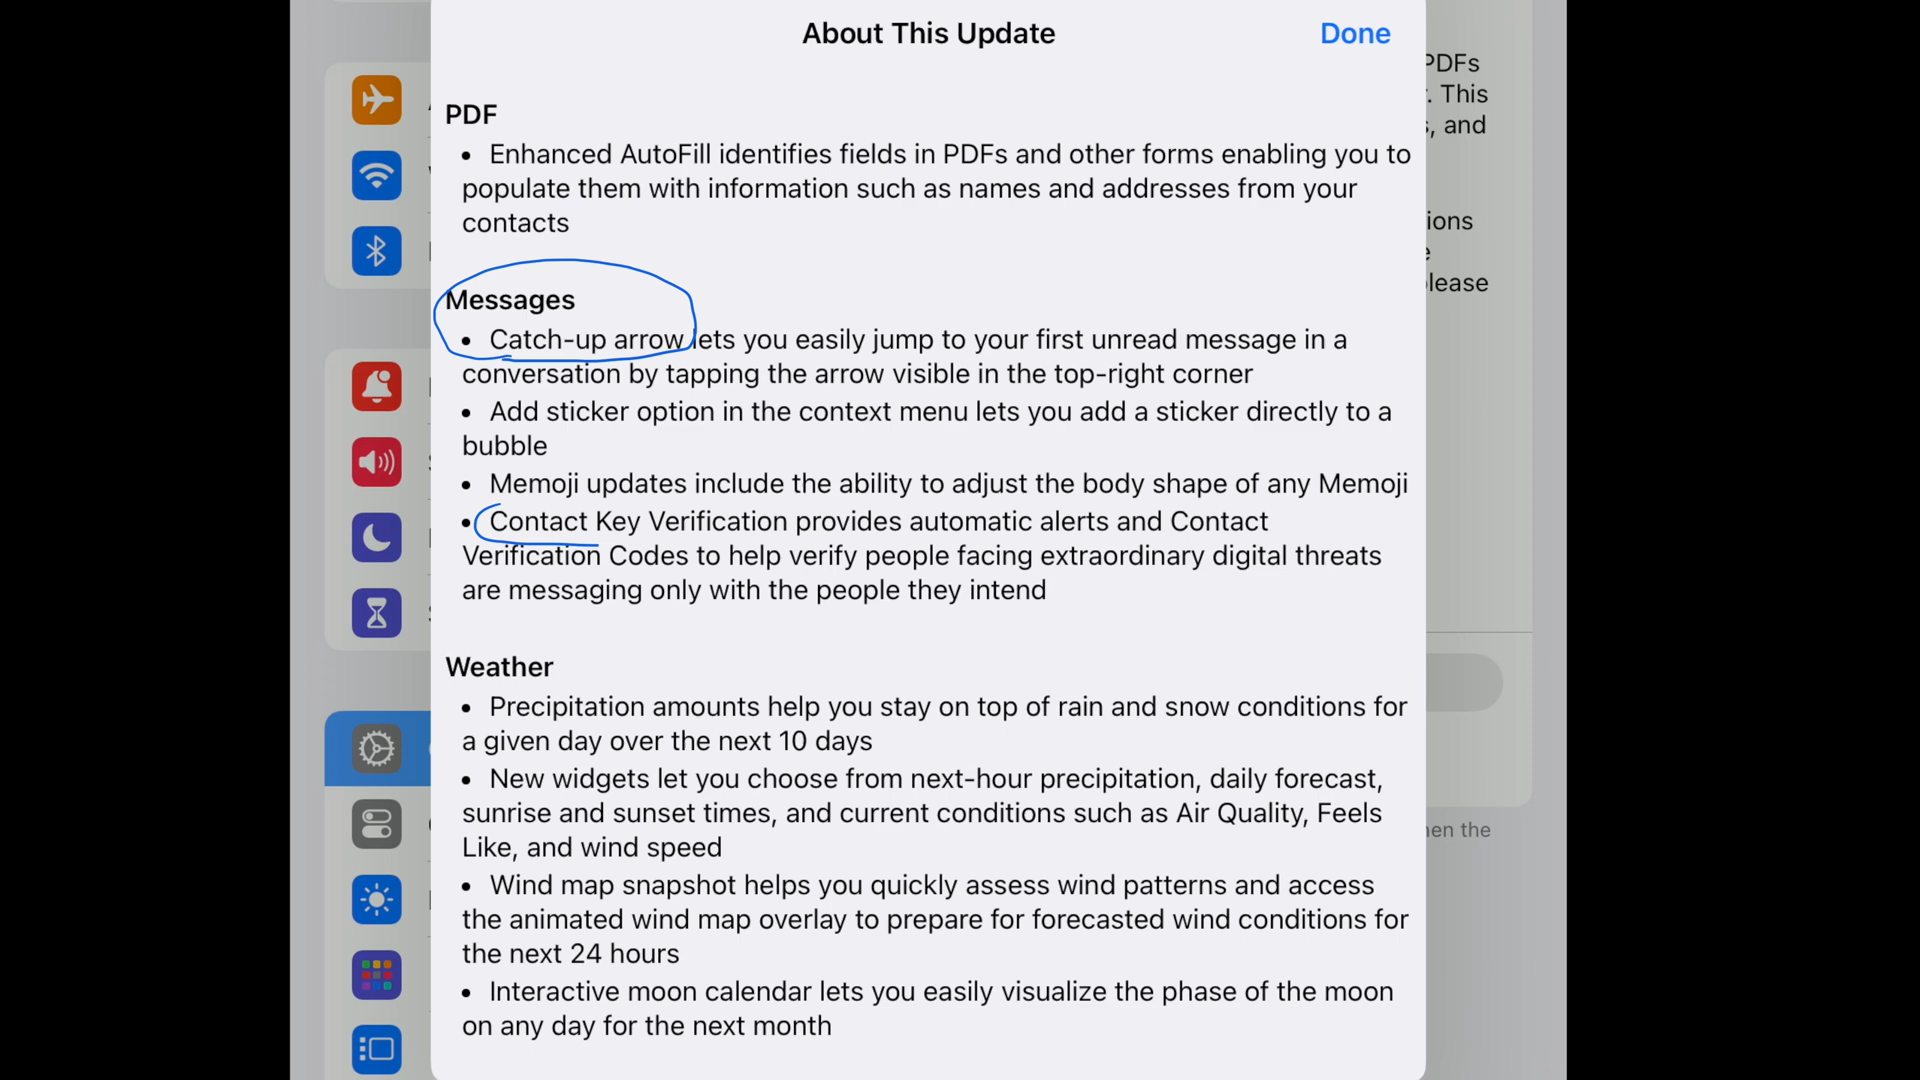 About This Update
Done
PDF
• Enhanced AutoFill identifies fields in PDFs and other forms enabling you to
populate them with information such as names and addresses from your
contacts
Messages
• Catch-up arrow lets you easily jump to your first unread message in a
conversation by tapping the arrow visible in the top-right corner
• Add sticker option in the context menu lets you add a sticker directly to a
bubble
• Memoji updates include the ability to adjust the body shape of any Memoji
• Contact Key Verification provides automatic alerts and Contact
Verification Codes to help verify people facing extraordinary digital threats
are messaging only with the people they intend
Weather
• Precipitation amounts help you stay on top of rain and snow conditions for
a given day over the next 10 days
• New widgets let you choose from next-hour precipitation, daily forecast,
sunrise and sunset times, and current conditions such as Air Quality, Feels
Like, and wind speed
• Wind map snapshot helps you quickly assess wind patterns and access
the animated wind map overlay to prepare for forecasted wind conditions for
the next 24 hours
• Interactive moon calendar lets you easily visualize the phase of the moon
on any day for the next month
PDFs
. This
, and
the